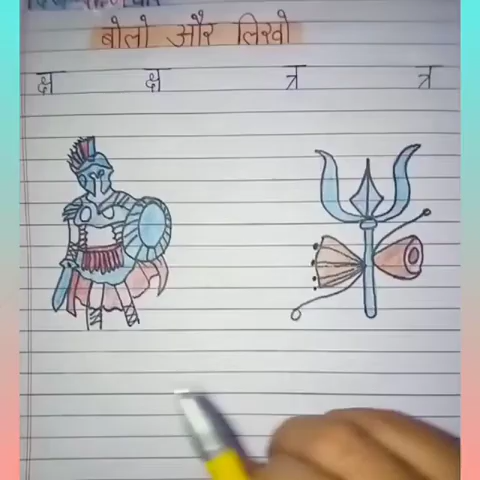 बोलो और लिखो
क्ष क्ष त्र त्र